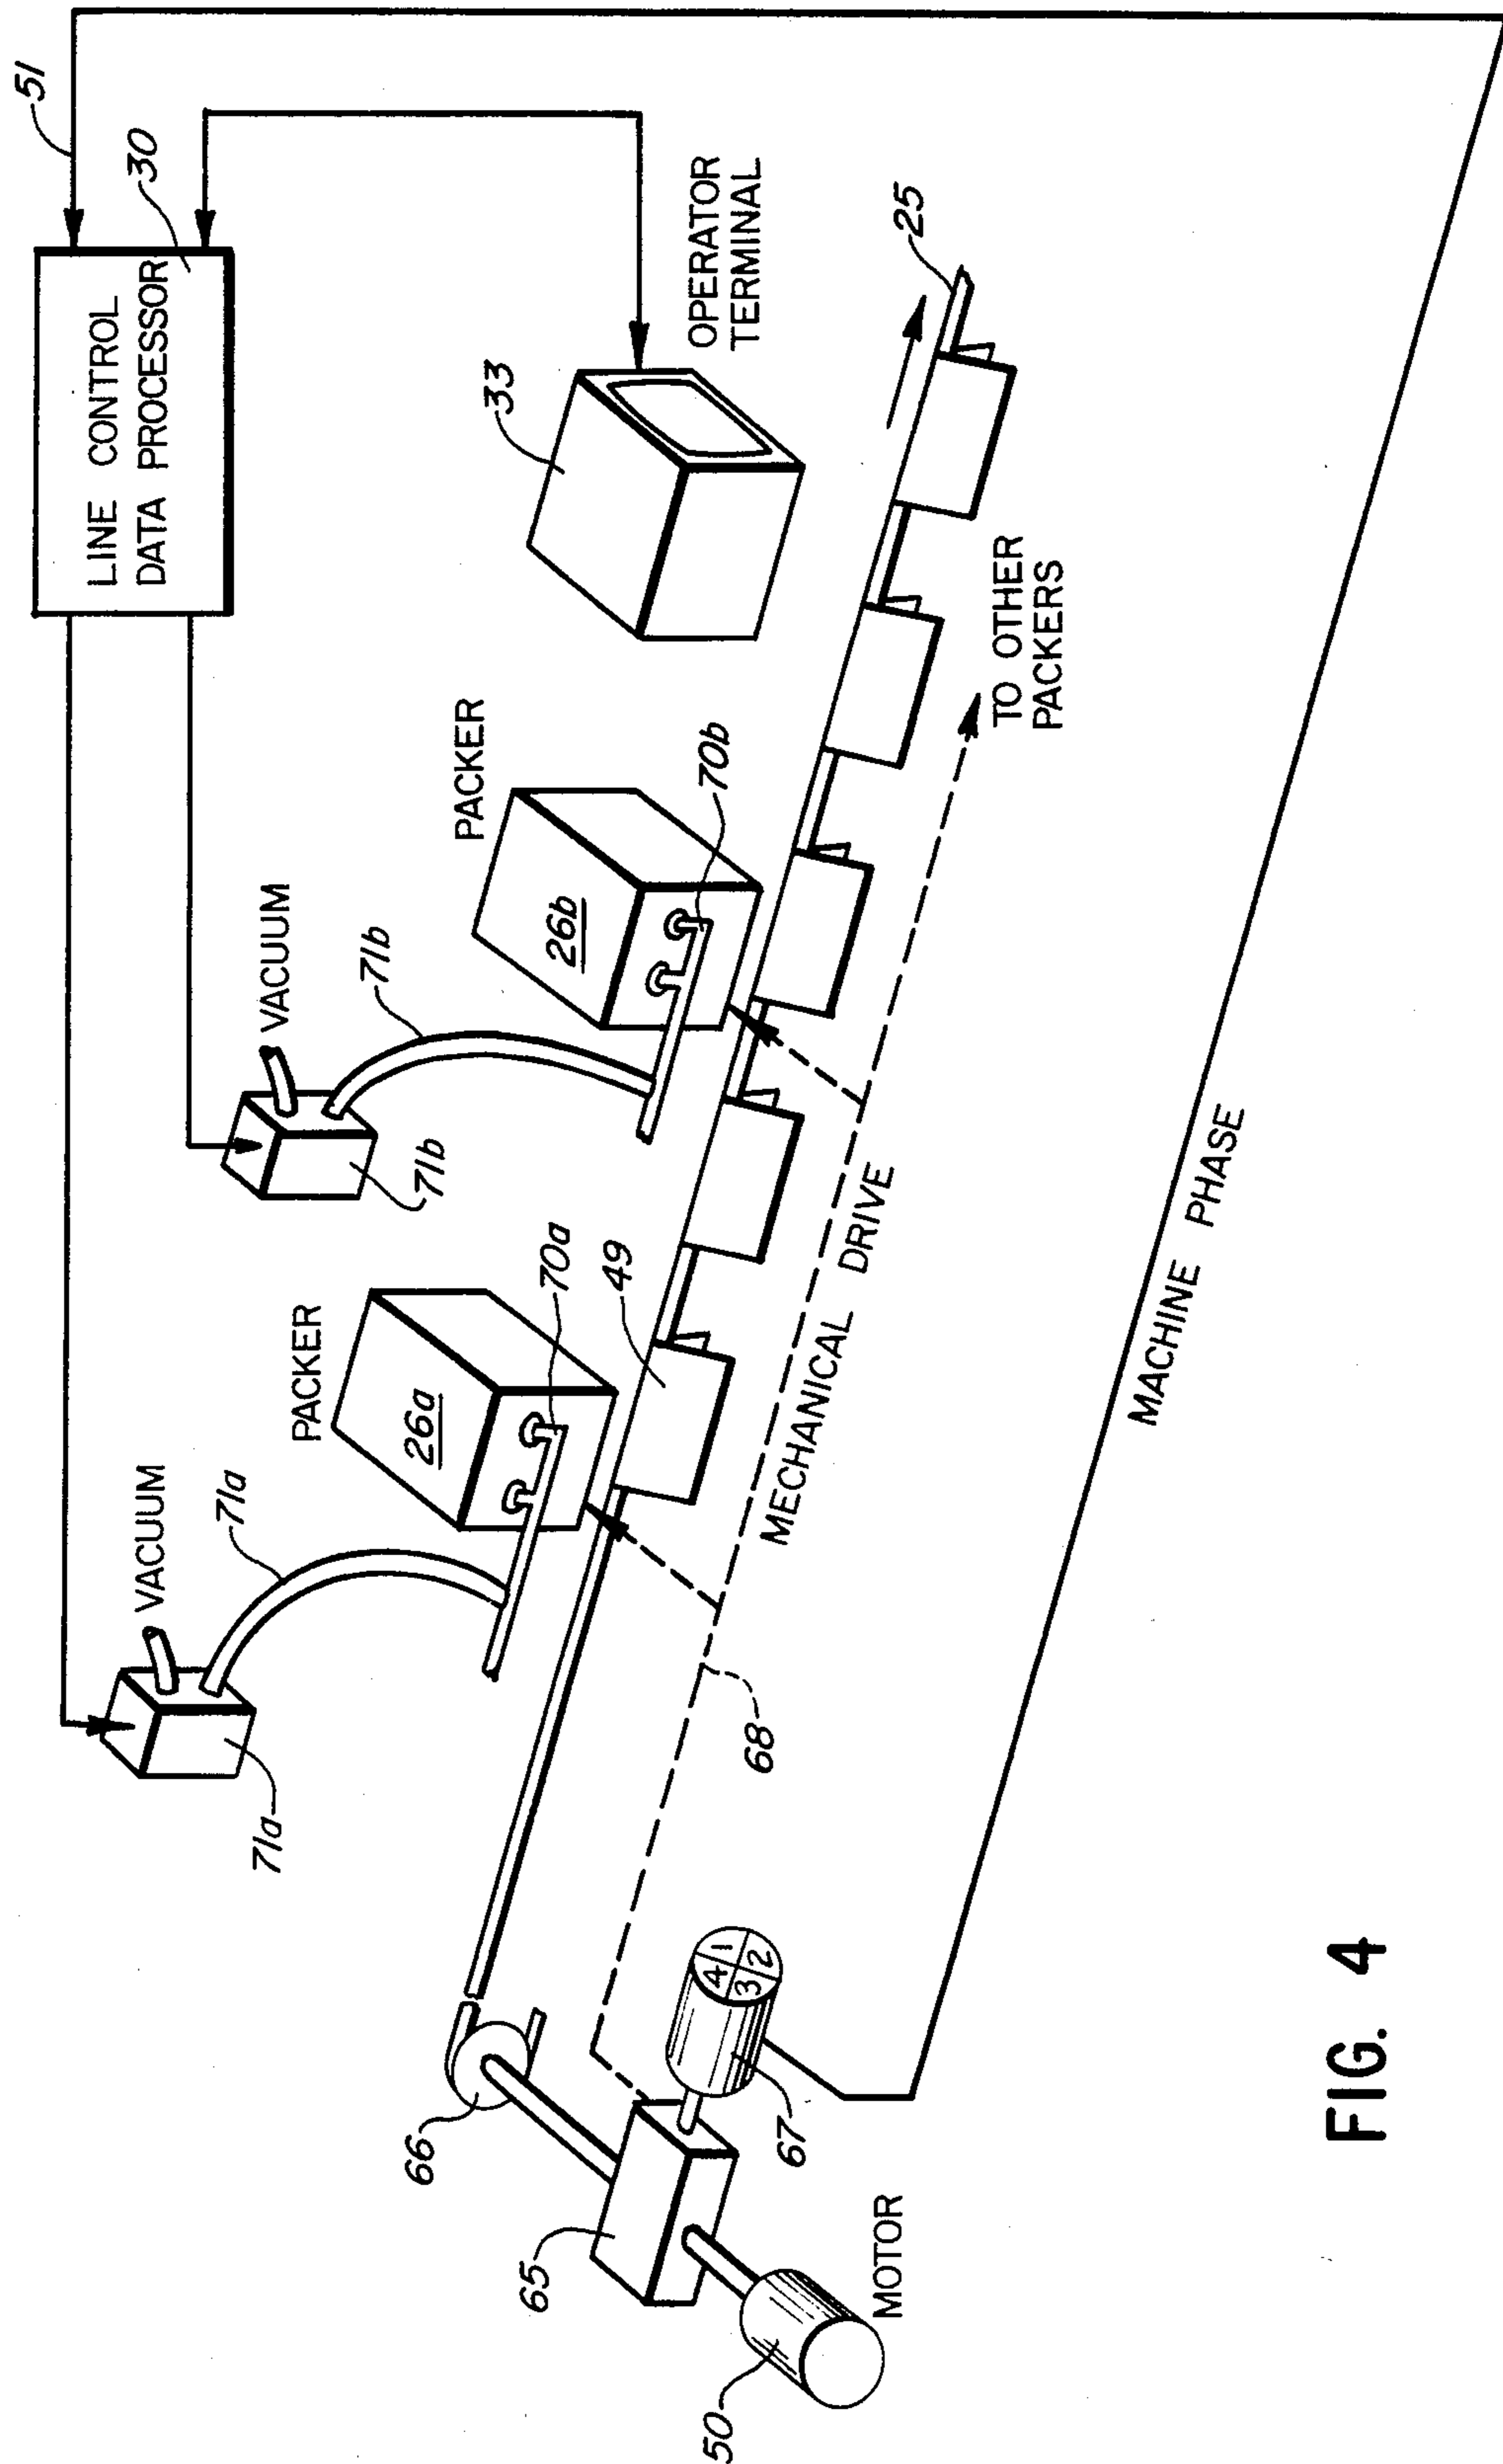 51
LINE CONTROL
DATA PROCESSOR
30
VACUUM
71a
71a
VACUUM
71b
71b
PACKER
26a
70a
PACKER
26b
70b
33
OPERATOR
TERMINAL
25
49
66
65
67
4 1
3 2
50
MOTOR
68
MECHANICAL DRIVE
TO OTHER
PACKERS
MACHINE PHASE
FIG. 4